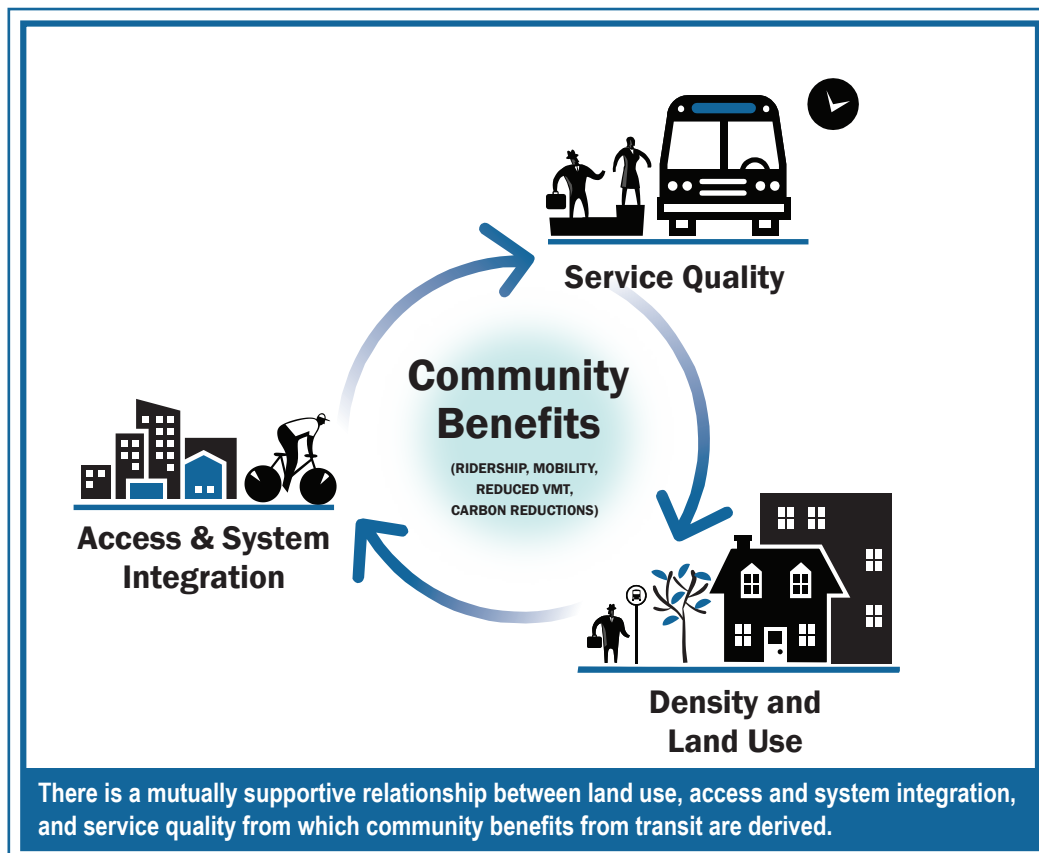 Service Quality
Community
Benefits
(RIDERSHIP, MOBILITY,
REDUCED VMT,
CARBON REDUCTIONS)
Access & System
Integration
Density and
Land Use
There is a mutually supportive relationship between land use, access and system integration,
and service quality from which community benefits from transit are derived.